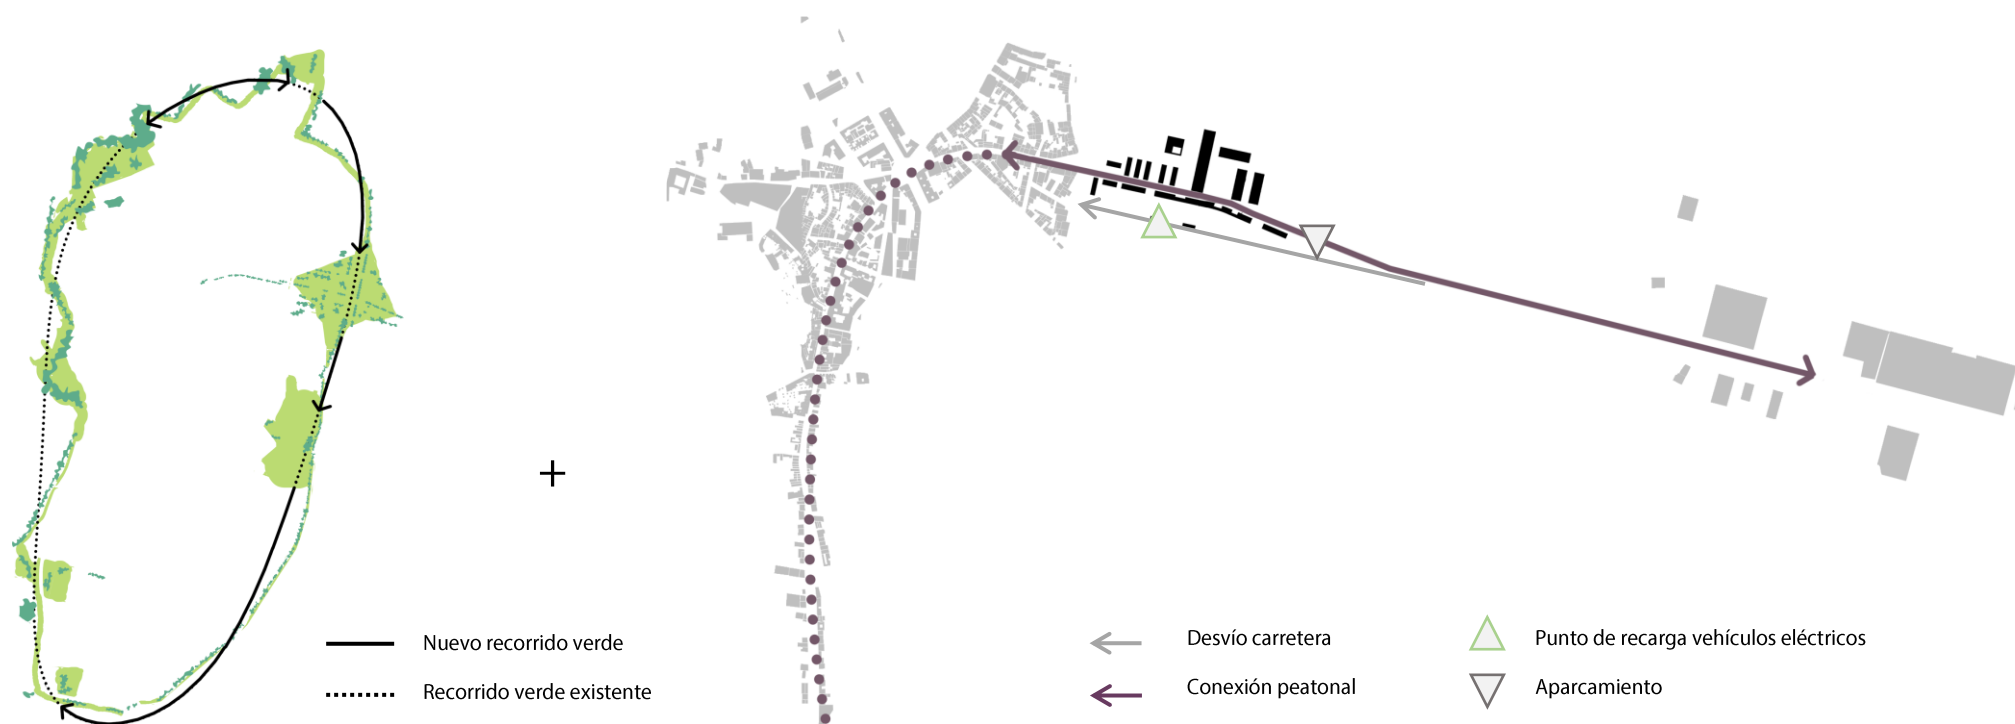 +
Nuevo recorrido verde
Recorrido verde existente
Desvío carretera
Conexión peatonal
Punto de recarga vehículos eléctricos
Aparcamiento